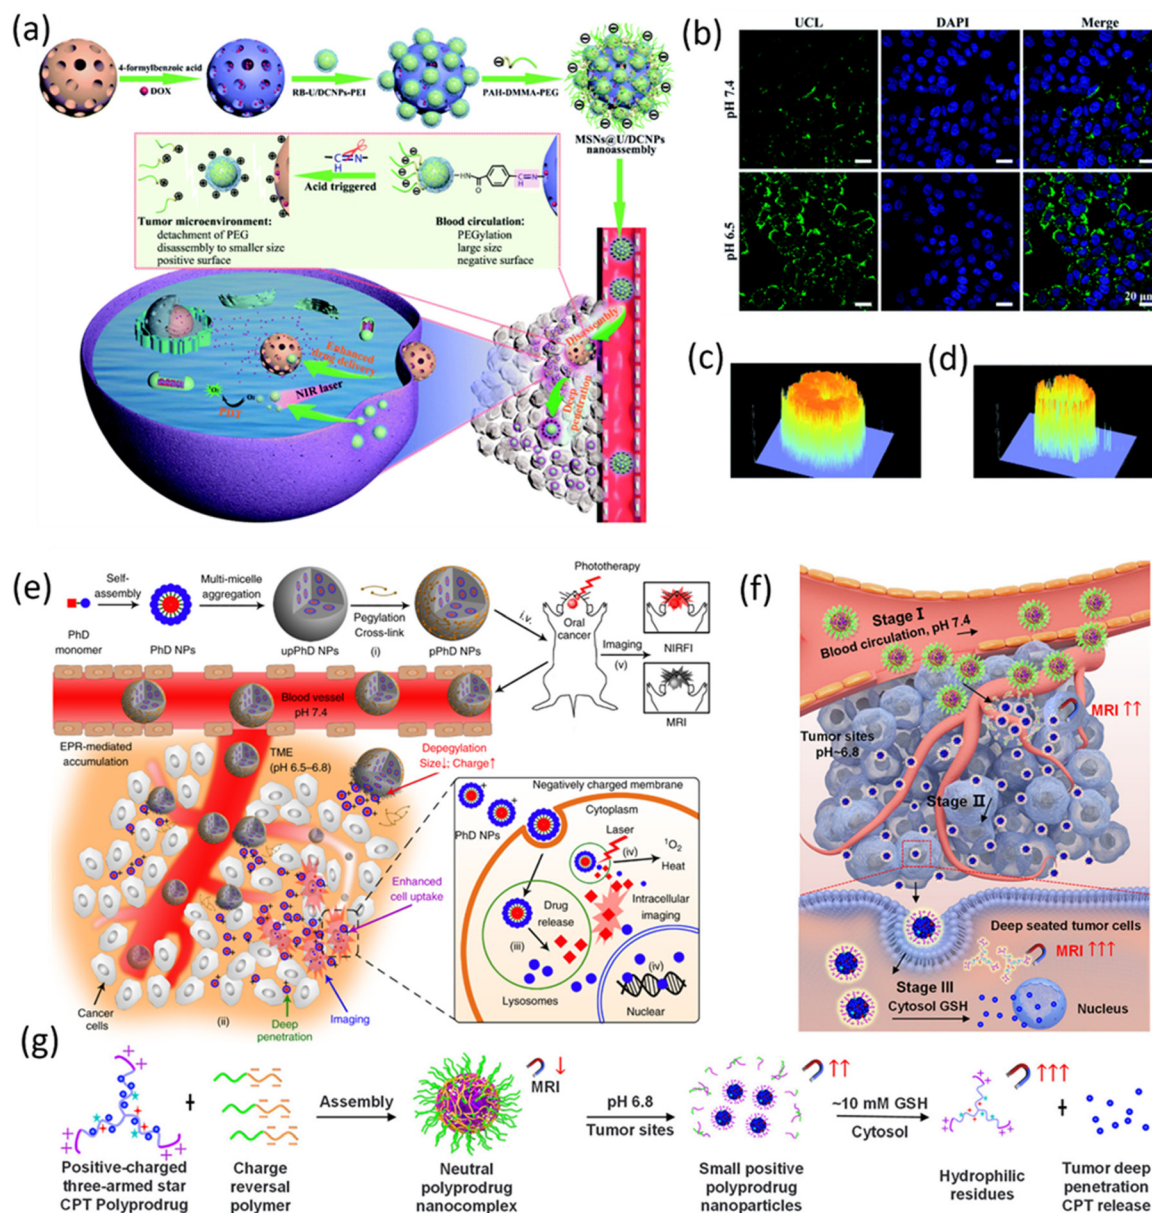 (a)
4-formylbenzoic acid
DOX
RB-U/DCNPs-PEI
PAH-DMMA-PEG
MSNs@U/DCNPs
nanoassembly
Acid triggered
Tumor microenvironment:
detachment of PEG
disassembly to smaller size
positive surface
Blood circulation:
PEGylation
large size
negative surface
Disassembly
Deep
penetration
Enhanced
drug delivery
NIR laser
PDT
¹O₂
O₂
(b)
UCL
DAPI
Merge
pH 7.4
pH 6.5
20 μm
(c)
(d)
(e)
Self-
assembly
Multi-micelle
aggregation
Pegylation
Cross-link
(i)
PhD
monomer
PhD NPs
upPhD NPs
pPhD NPs
i.v.
Phototherapy
Oral
cancer
Imaging
(v)
NIRFI
MRI
Blood vessel
pH 7.4
EPR-mediated
accumulation
TME
(pH 6.5–6.8)
Depegylation
Size↓; Charge↑
Enhanced
cell uptake
Cancer
cells
(ii)
Deep
penetration
Imaging
Negatively charged membrane
PhD NPs
Cytoplasm
Laser
(iv)
¹O₂
Heat
Drug
release
(iii)
Intracellular
imaging
Lysosomes
(iv)
Nuclear
(f)
Stage I
Blood circulation, pH 7.4
MRI ↑↑
Tumor sites
pH~6.8
Stage II
Deep seated tumor cells
MRI ↑↑↑
Stage III
Cytosol GSH
Nucleus
(g)
Positive-charged
three-armed star
CPT Polyprodrug
+
Charge
reversal
polymer
Assembly
MRI ↓
Neutral
polyprodrug
nanocomplex
pH 6.8
Tumor sites
↑↑
Small positive
polyprodrug
nanoparticles
~10 mM GSH
Cytosol
↑↑↑
Hydrophilic
residues
+
Tumor deep
penetration
CPT release